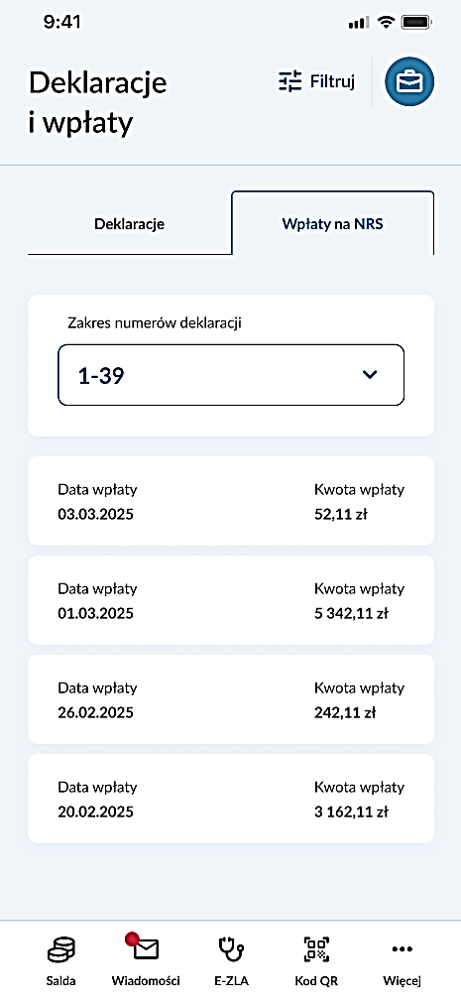 9:41
Deklaracje
i wpłaty
Filtruj
Deklaracje
Wpłaty na NRS
Zakres numerów deklaracji
1-39
Data wpłaty
Kwota wpłaty
03.03.2025
52,11 zł
Data wpłaty
Kwota wpłaty
01.03.2025
5 342,11 zł
Data wpłaty
Kwota wpłaty
26.02.2025
242,11 zł
Data wpłaty
Kwota wpłaty
20.02.2025
3 162,11 zł
Salda
Wiadomości
E-ZLA
Kod QR
Więcej